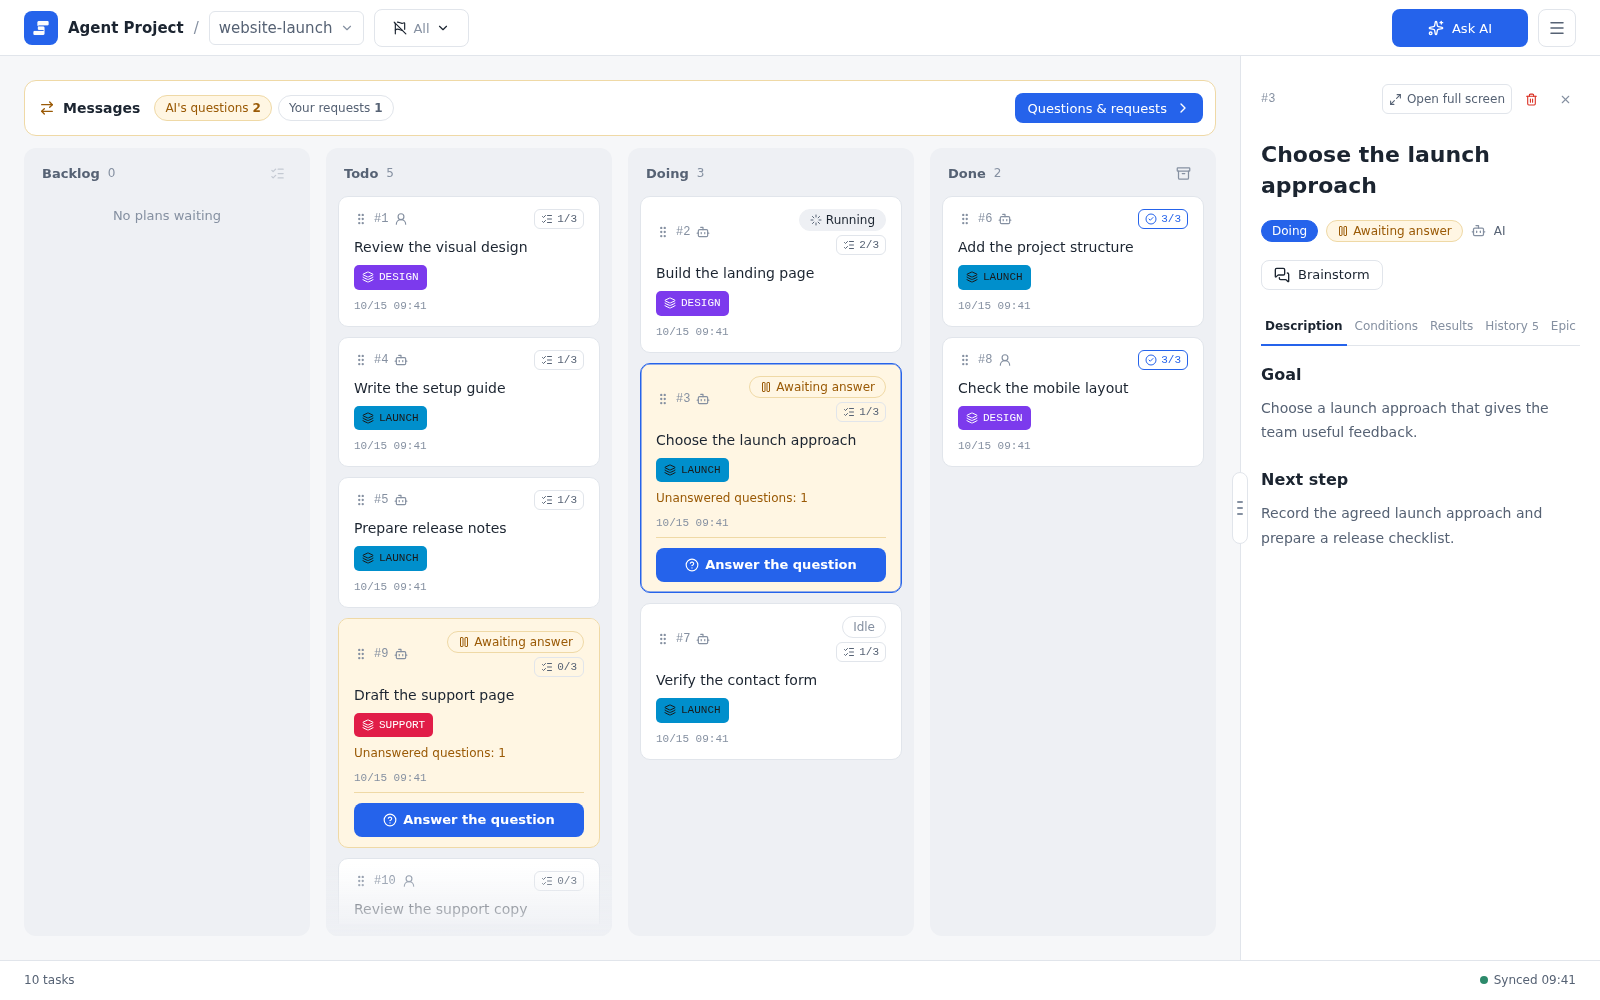 Agent Project / website-launch All
Ask AI
Messages AI's questions 2 Your requests 1
Questions & requests
Backlog 0
No plans waiting
Todo 5
#1 1/3
Review the visual design
DESIGN
10/15 09:41
#4 1/3
Write the setup guide
LAUNCH
10/15 09:41
#5 1/3
Prepare release notes
LAUNCH
10/15 09:41
Awaiting answer
#9 0/3
Draft the support page
SUPPORT
Unanswered questions: 1
10/15 09:41
Answer the question
#10 0/3
Review the support copy
Doing 3
Running
#2 2/3
Build the landing page
DESIGN
10/15 09:41
Awaiting answer
#3 1/3
Choose the launch approach
LAUNCH
Unanswered questions: 1
10/15 09:41
Answer the question
Idle
#7 1/3
Verify the contact form
LAUNCH
10/15 09:41
Done 2
#6 3/3
Add the project structure
LAUNCH
10/15 09:41
#8 3/3
Check the mobile layout
DESIGN
10/15 09:41
#3 Open full screen
Choose the launch
approach
Doing Awaiting answer AI
Brainstorm
Description Conditions Results History 5 Epic
Goal
Choose a launch approach that gives the
team useful feedback.
Next step
Record the agreed launch approach and
prepare a release checklist.
10 tasks
Synced 09:41